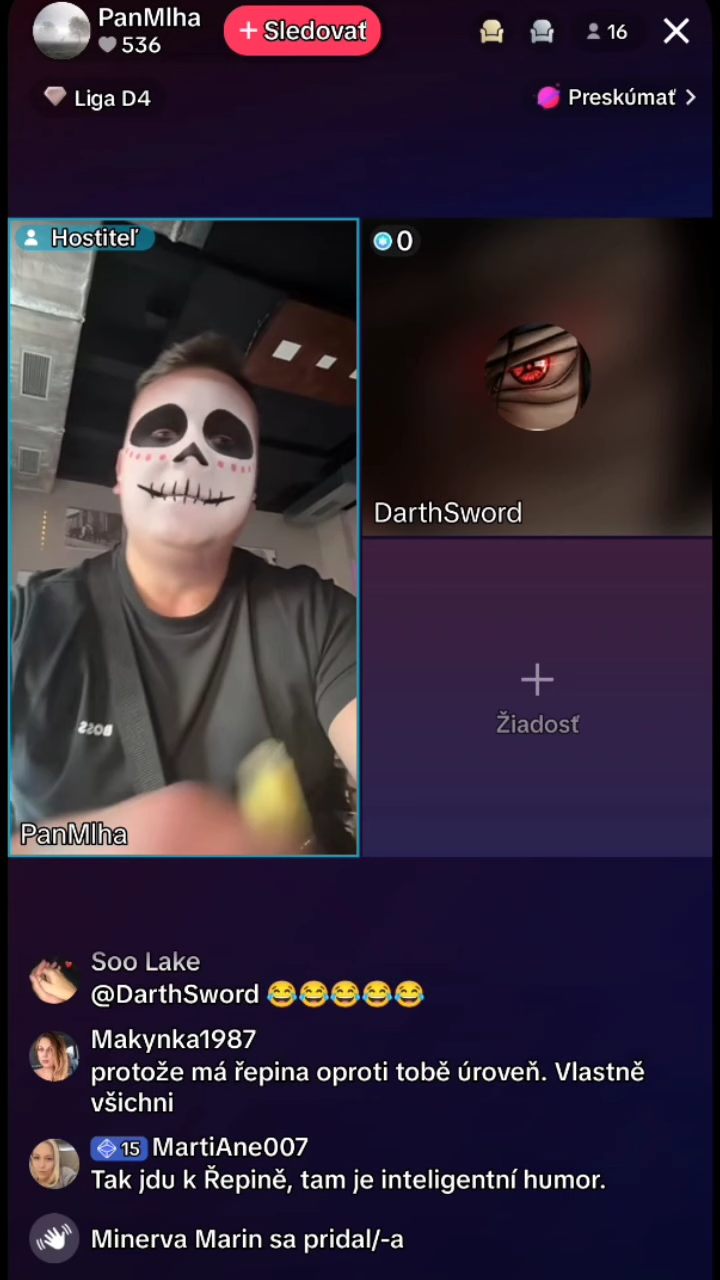 PanMlha
536
+ Sledovať
16
Liga D4
Preskúmať
Hostiteľ
0
DarthSword
Žiadosť
BOSS
PanMlha
Soo Lake
@DarthSword 😂😂😂😂😂
Makynka1987
protože má řepina oproti tobě úroveň. Vlastně
všichni
15 MartiAne007
Tak jdu k Řepině, tam je inteligentní humor.
Minerva Marin sa pridal/-a